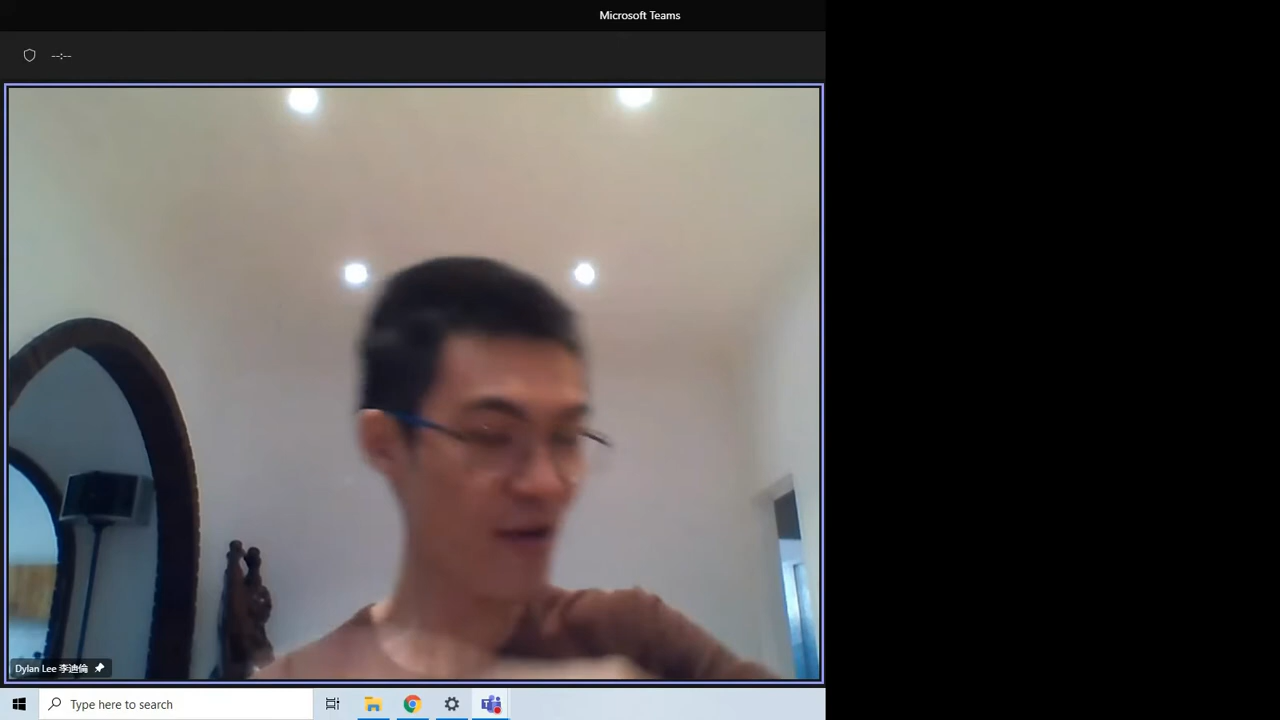 Microsoft Teams
--:--
Dylan Lee 李迪倫
Type here to search